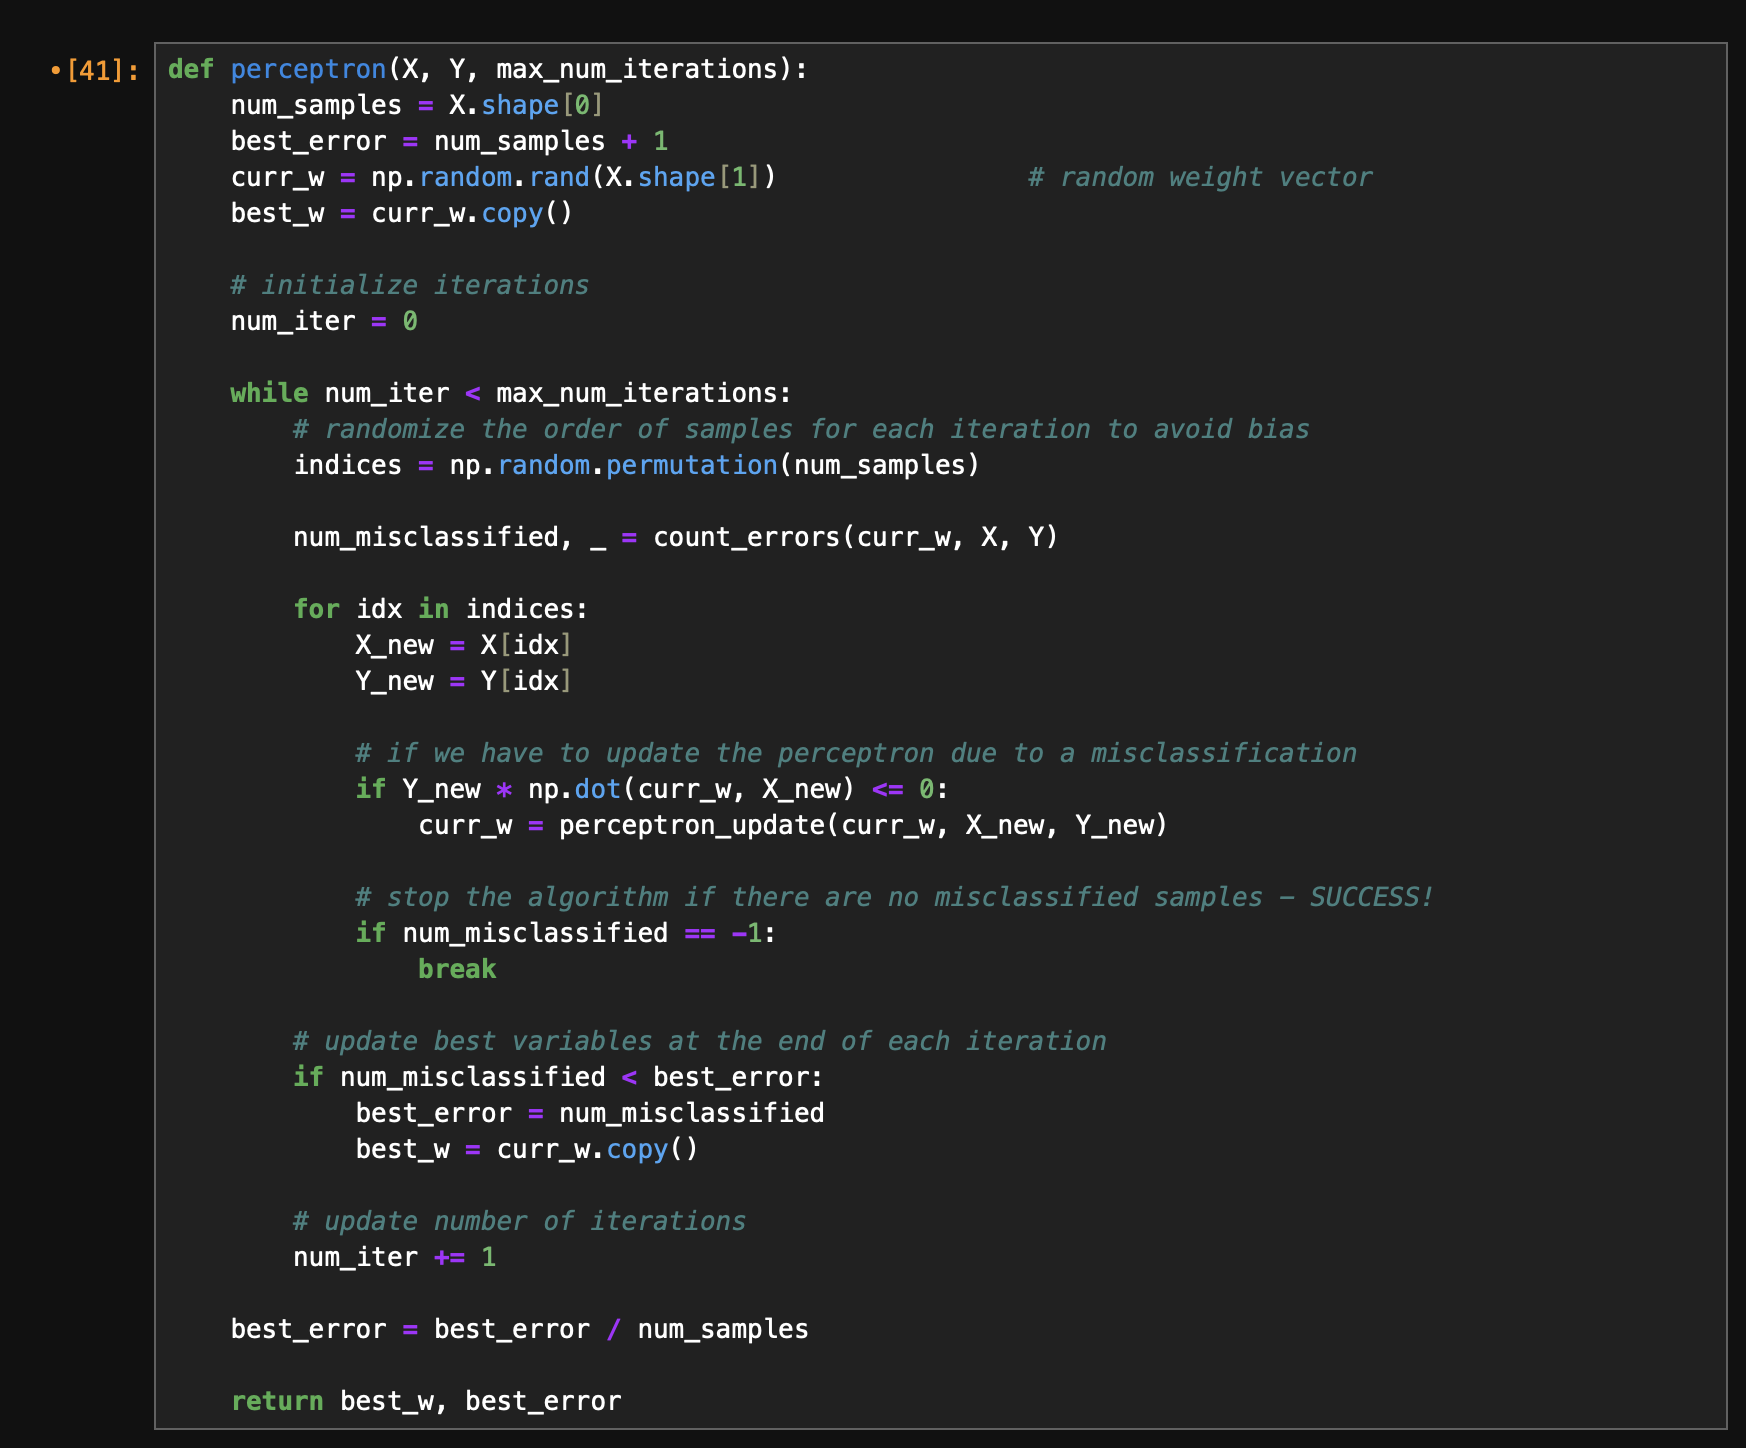 •[41]: def perceptron(X, Y, max_num_iterations):
    num_samples = X.shape[0]
    best_error = num_samples + 1
    curr_w = np.random.rand(X.shape[1])                # random weight vector
    best_w = curr_w.copy()

    # initialize iterations
    num_iter = 0

    while num_iter < max_num_iterations:
        # randomize the order of samples for each iteration to avoid bias
        indices = np.random.permutation(num_samples)

        num_misclassified, _ = count_errors(curr_w, X, Y)

        for idx in indices:
            X_new = X[idx]
            Y_new = Y[idx]

            # if we have to update the perceptron due to a misclassification
            if Y_new * np.dot(curr_w, X_new) <= 0:
                curr_w = perceptron_update(curr_w, X_new, Y_new)

            # stop the algorithm if there are no misclassified samples – SUCCESS!
            if num_misclassified == -1:
                break

        # update best variables at the end of each iteration
        if num_misclassified < best_error:
            best_error = num_misclassified
            best_w = curr_w.copy()

        # update number of iterations
        num_iter += 1

    best_error = best_error / num_samples

    return best_w, best_error